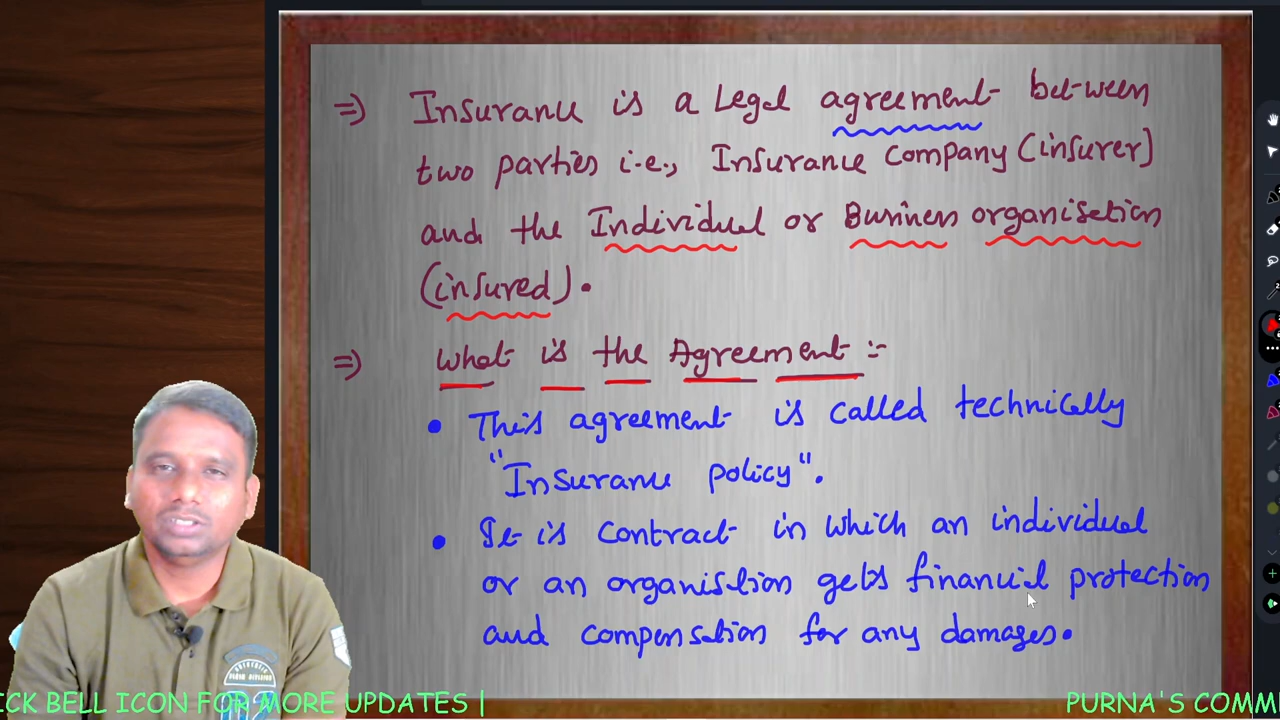 => Insurance is a Legal agreement between
two parties i.e., Insurance Company (insurer)
and the Individual or Business organisation
(insured).
=> What is the Agreement :-
• This agreement is called technically
"Insurance policy".
• It is contract in which an individual
or an organisation gets financial protection
and compensation for any damages.
ICK BELL ICON FOR MORE UPDATES |
PURNA'S COMM